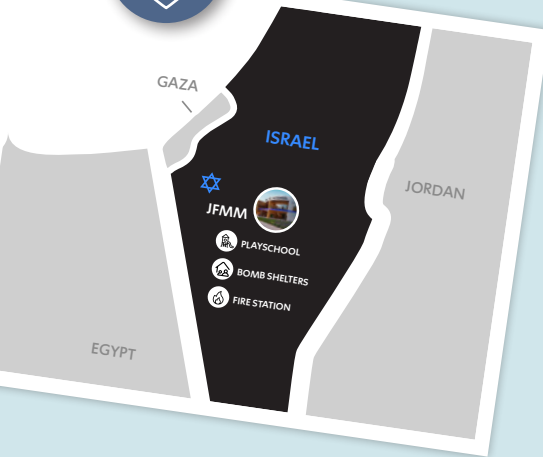 GAZA
ISRAEL
JORDAN
JFMM
PLAYSCHOOL
BOMB SHELTERS
FIRE STATION
EGYPT